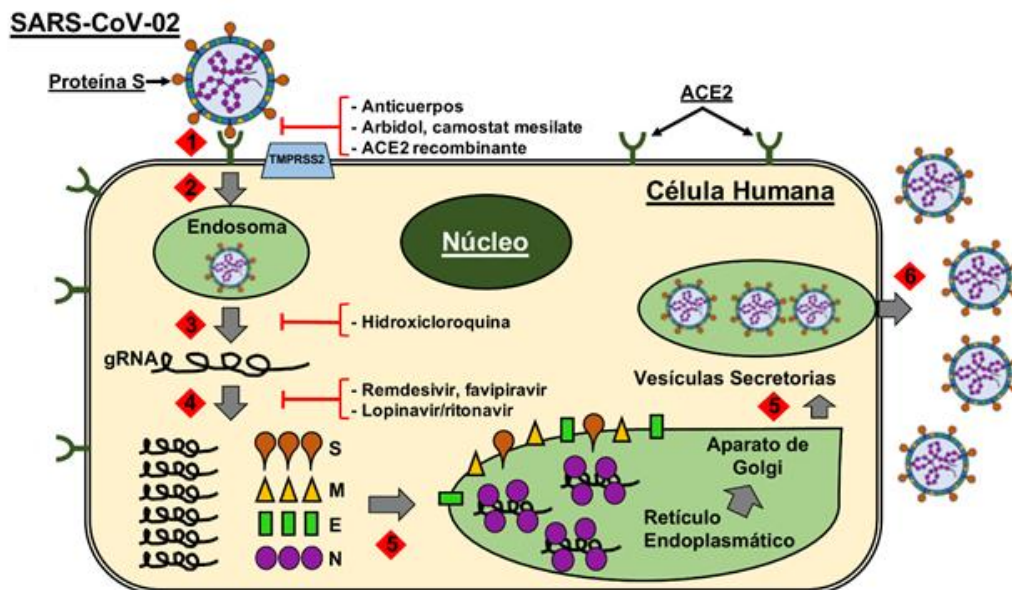 SARS-CoV-02
Proteína S
- Anticuerpos
- Arbidol, camostat mesilate
- ACE2 recombinante
ACE2
1
TMPRSS2
2
Célula Humana
Endosoma
Núcleo
6
3
- Hidroxicloroquina
gRNA
4
- Remdesivir, favipiravir
- Lopinavir/ritonavir
Vesículas Secretorias
5
S
M
E
N
5
Aparato de
Golgi
Retículo
Endoplasmático